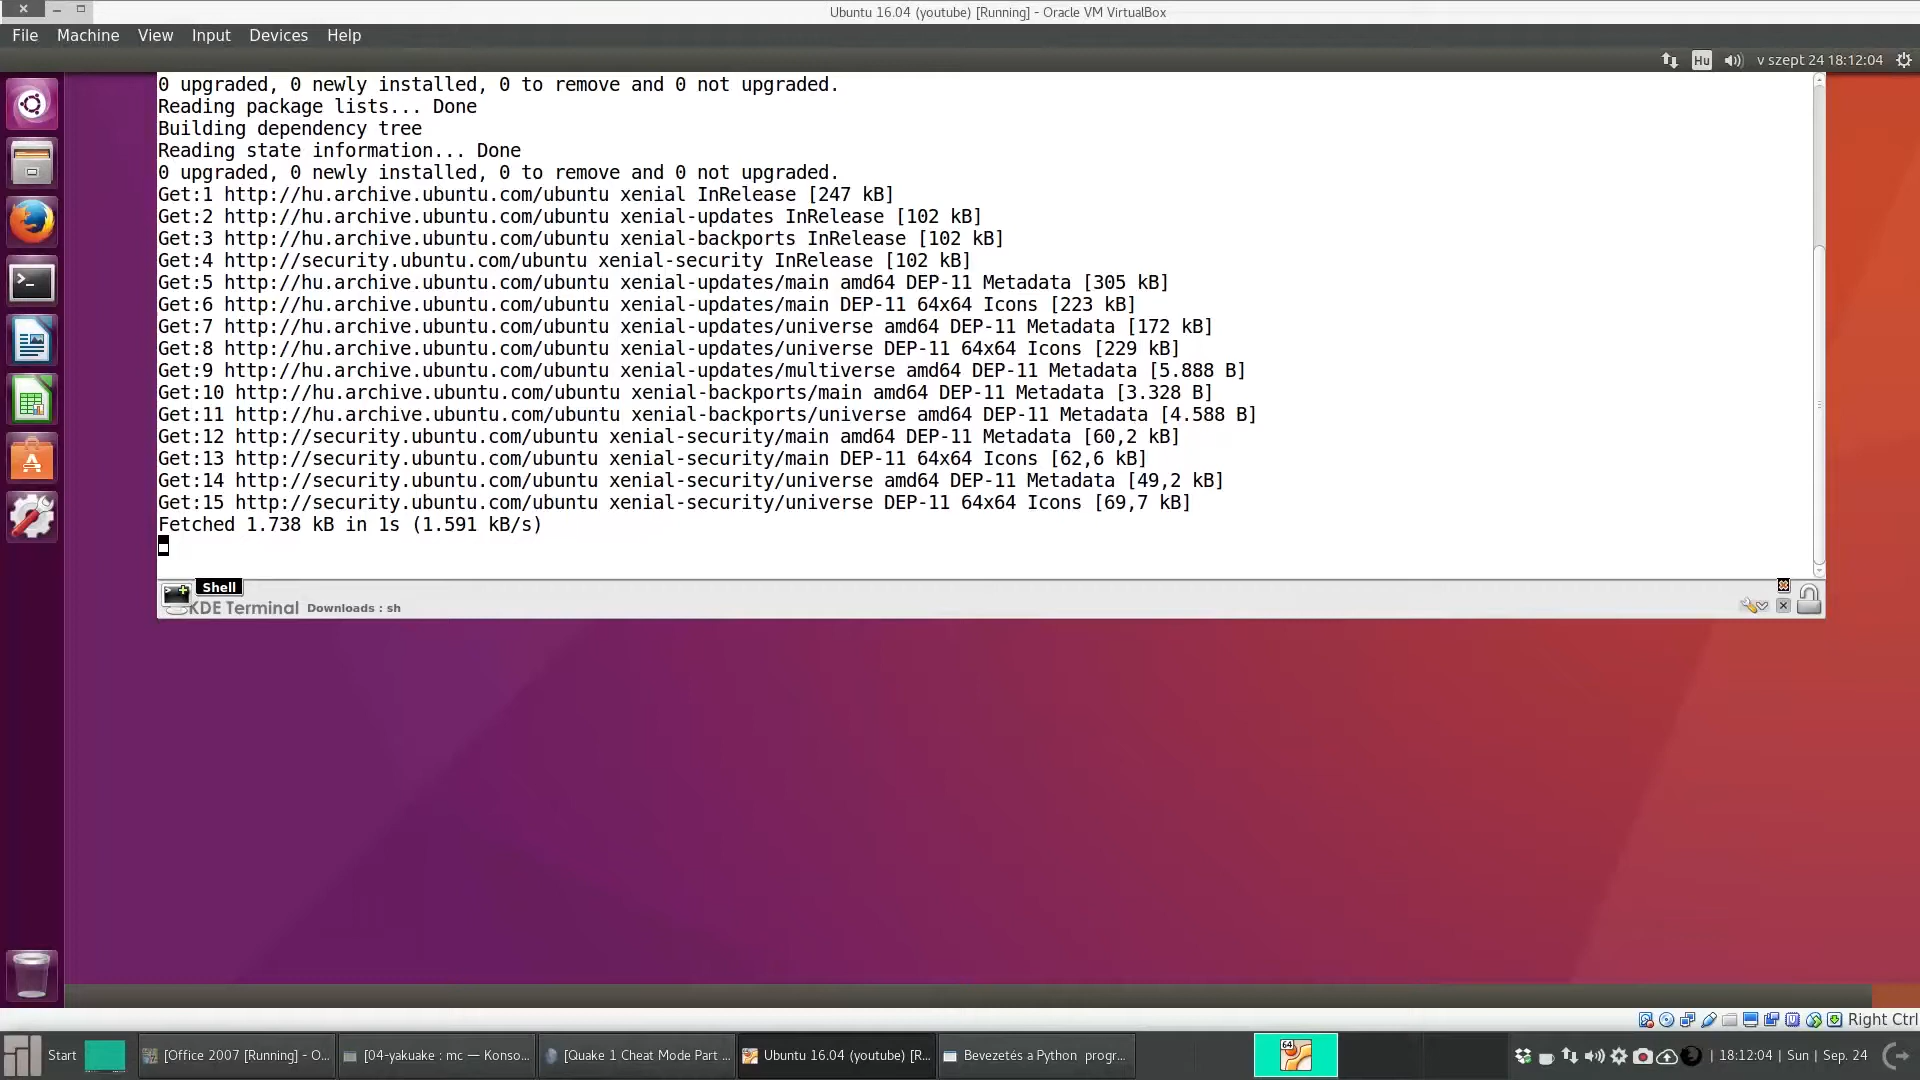 Ubuntu 16.04 (youtube) [Running] - Oracle VM VirtualBox
File Machine View Input Devices Help
Hu v szept 24 18:12:04
0 upgraded, 0 newly installed, 0 to remove and 0 not upgraded.
Reading package lists... Done
Building dependency tree
Reading state information... Done
0 upgraded, 0 newly installed, 0 to remove and 0 not upgraded.
Get:1 http://hu.archive.ubuntu.com/ubuntu xenial InRelease [247 kB]
Get:2 http://hu.archive.ubuntu.com/ubuntu xenial-updates InRelease [102 kB]
Get:3 http://hu.archive.ubuntu.com/ubuntu xenial-backports InRelease [102 kB]
Get:4 http://security.ubuntu.com/ubuntu xenial-security InRelease [102 kB]
Get:5 http://hu.archive.ubuntu.com/ubuntu xenial-updates/main amd64 DEP-11 Metadata [305 kB]
Get:6 http://hu.archive.ubuntu.com/ubuntu xenial-updates/main DEP-11 64x64 Icons [223 kB]
Get:7 http://hu.archive.ubuntu.com/ubuntu xenial-updates/universe amd64 DEP-11 Metadata [172 kB]
Get:8 http://hu.archive.ubuntu.com/ubuntu xenial-updates/universe DEP-11 64x64 Icons [229 kB]
Get:9 http://hu.archive.ubuntu.com/ubuntu xenial-updates/multiverse amd64 DEP-11 Metadata [5.888 B]
Get:10 http://hu.archive.ubuntu.com/ubuntu xenial-backports/main amd64 DEP-11 Metadata [3.328 B]
Get:11 http://hu.archive.ubuntu.com/ubuntu xenial-backports/universe amd64 DEP-11 Metadata [4.588 B]
Get:12 http://security.ubuntu.com/ubuntu xenial-security/main amd64 DEP-11 Metadata [60,2 kB]
Get:13 http://security.ubuntu.com/ubuntu xenial-security/main DEP-11 64x64 Icons [62,6 kB]
Get:14 http://security.ubuntu.com/ubuntu xenial-security/universe amd64 DEP-11 Metadata [49,2 kB]
Get:15 http://security.ubuntu.com/ubuntu xenial-security/universe DEP-11 64x64 Icons [69,7 kB]
Fetched 1.738 kB in 1s (1.591 kB/s)
Shell
KDE Terminal Downloads : sh
Right Ctrl
Start [Office 2007 [Running] - O... [04-yakuake : mc — Konso... [Quake 1 Cheat Mode Part ... Ubuntu 16.04 (youtube) [R... Bevezetés a Python progr... 64 | 18:12:04 | Sun | Sep. 24